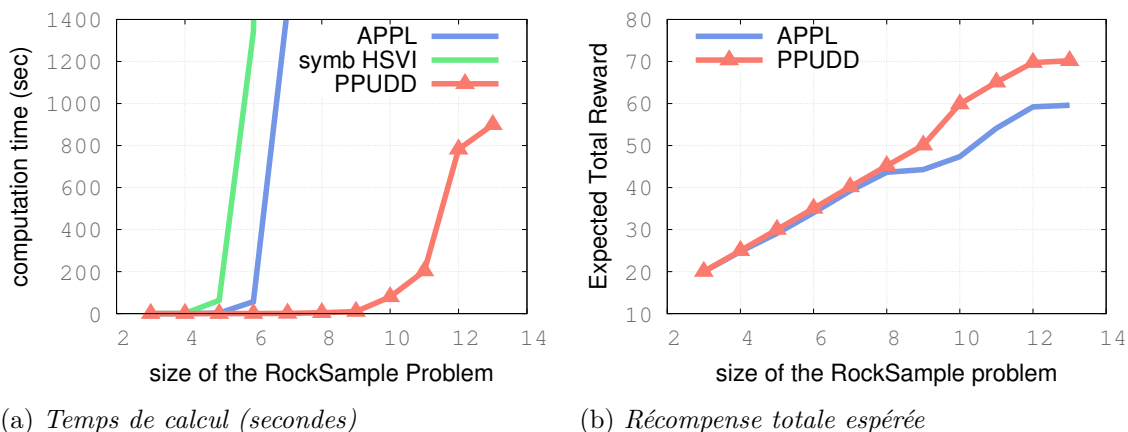 1400
1200
1000
800
600
400
200
0
computation time (sec)
2 4 6 8 10 12 14
size of the RockSample Problem
APPL
symb HSVI
PPUDD
(a) Temps de calcul (secondes)
80
70
60
50
40
30
20
10
Expected Total Reward
2 4 6 8 10 12 14
size of the RockSample problem
APPL
PPUDD
(b) Récompense totale espérée